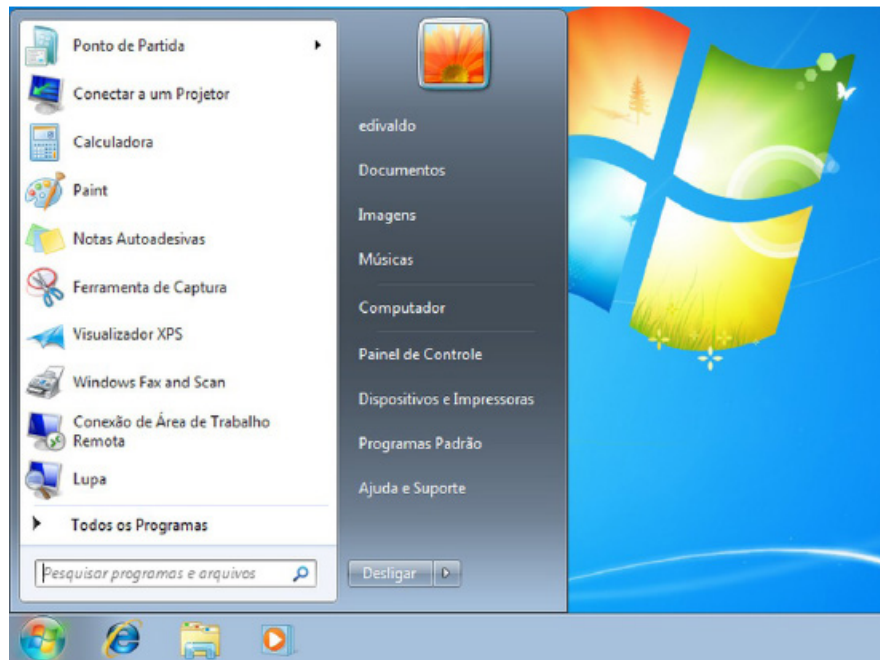 Ponto de Partida
Conectar a um Projetor
Calculadora
Paint
Notas Autoadesivas
Ferramenta de Captura
Visualizador XPS
Windows Fax and Scan
Conexão de Área de Trabalho
Remota
Lupa
Todos os Programas
Pesquisar programas e arquivos
edivaldo
Documentos
Imagens
Músicas
Computador
Painel de Controle
Dispositivos e Impressoras
Programas Padrão
Ajuda e Suporte
Desligar